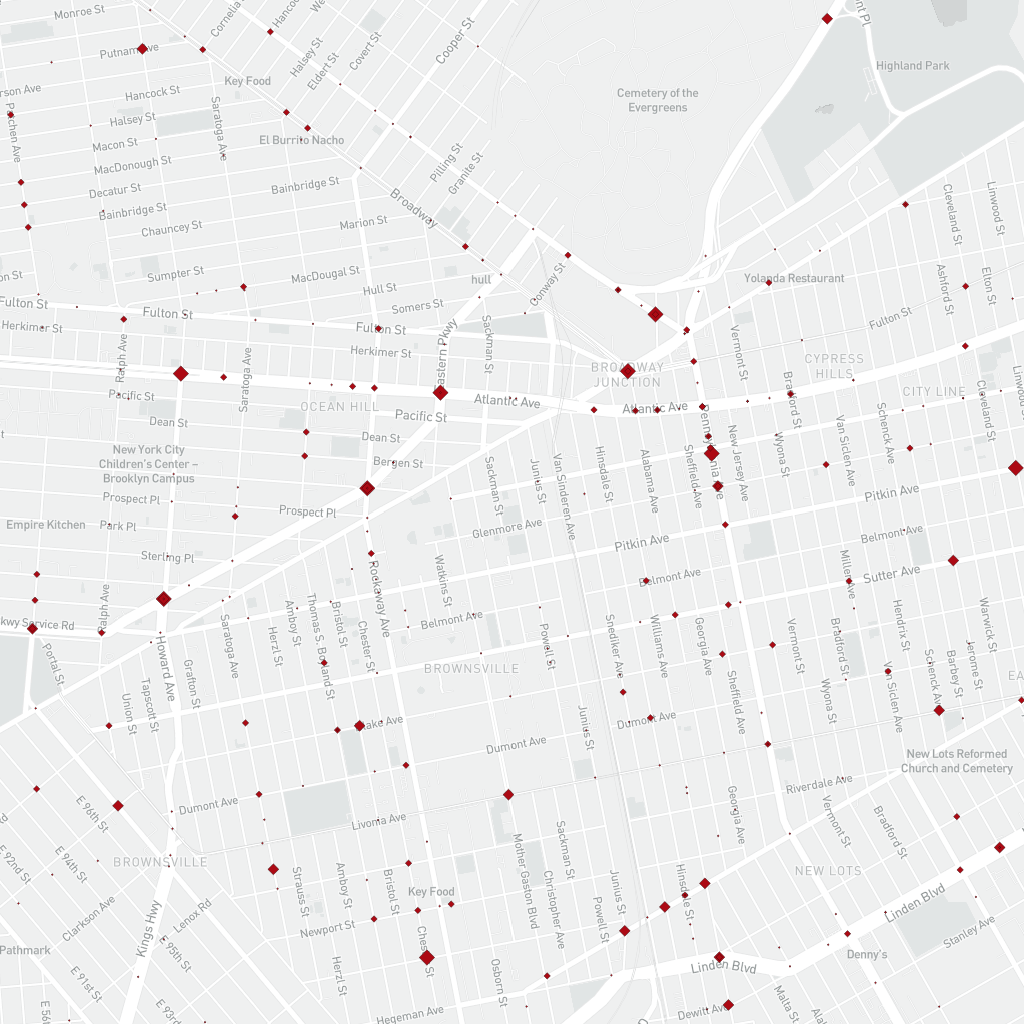 Monroe St
Putnam Ave
Halsey St
Eldert St
Covert St
Cooper St
Key Food
Highland Park
Cemetery of the
Evergreens
Hancock St
Halsey St
Saratoga Ave
Macon St
El Burrito Nacho
MacDonough St
Pilling St
Granite St
Decatur St
Bainbridge St
Bainbridge St
Broadway
Marion St
Chauncey St
Cleveland St
Linwood St
Sumpter St
MacDougal St
hull
Hull St
Conway St
Yolanda Restaurant
Ashford St
Elton St
Fulton St
Fulton St
Somers St
Fulton St
Fulton St
Herkimer St
Eastern Pkwy
Sackman St
Vermont St
Herkimer St
Ralph Ave
Saratoga Ave
BROADWAY
JUNCTION
CYPRESS
HILLS
Bradford St
CITY LINE
Cleveland St
Pacific St
OCEAN HILL
Atlantic Ave
Atlantic Ave
Pacific St
Dean St
Dean St
Pennsylvania Ave
New Jersey Ave
Wyona St
Van Siclen Ave
Schenck Ave
New York City
Children's Center –
Brooklyn Campus
Bergen St
Sackman St
Junius St
Van Sinderen Ave
Hinsdale St
Alabama Ave
Sheffield Ave
Prospect Pl
Prospect Pl
Pitkin Ave
Empire Kitchen
Park Pl
Glenmore Ave
Pitkin Ave
Belmont Ave
Sterling Pl
Watkins St
Rockaway Ave
Belmont Ave
Miller Ave
Sutter Ave
Ralph Ave
kwy Service Rd
Amboy St
Thomas S. Boyland St
Bristol St
Chester St
Belmont Ave
Saratoga Ave
Herzl St
Powell St
Snediker Ave
Williams Ave
Georgia Ave
Vermont St
Bradford St
Hendrix St
Warwick St
Portal St
Howard Ave
Grafton St
BROWNSVILLE
Sheffield Ave
Wyona St
Van Siclen Ave
Schenck Ave
Barbey St
Jerome St
Union St
Tapscott St
Blake Ave
Junius St
Dumont Ave
Dumont Ave
New Lots Reformed
Church and Cemetery
Riverdale Ave
E 96th St
Dumont Ave
Livonia Ave
Georgia Ave
Vermont St
Bradford St
E 92nd St
E 94th St
BROWNSVILLE
Strauss St
Amboy St
Bristol St
Key Food
Mother Gaston Blvd
Sackman St
Christopher Ave
Junius St
Powell St
Hinsdale St
NEW LOTS
Linden Blvd
Clarkson Ave
Lenox Rd
Newport St
Stanley Ave
Kings Hwy
E 95th St
Pathmark
Chester St
Herzl St
Osborn St
Linden Blvd
Denny's
E 91st St
Malta St
Hegeman Ave
Dewitt Ave